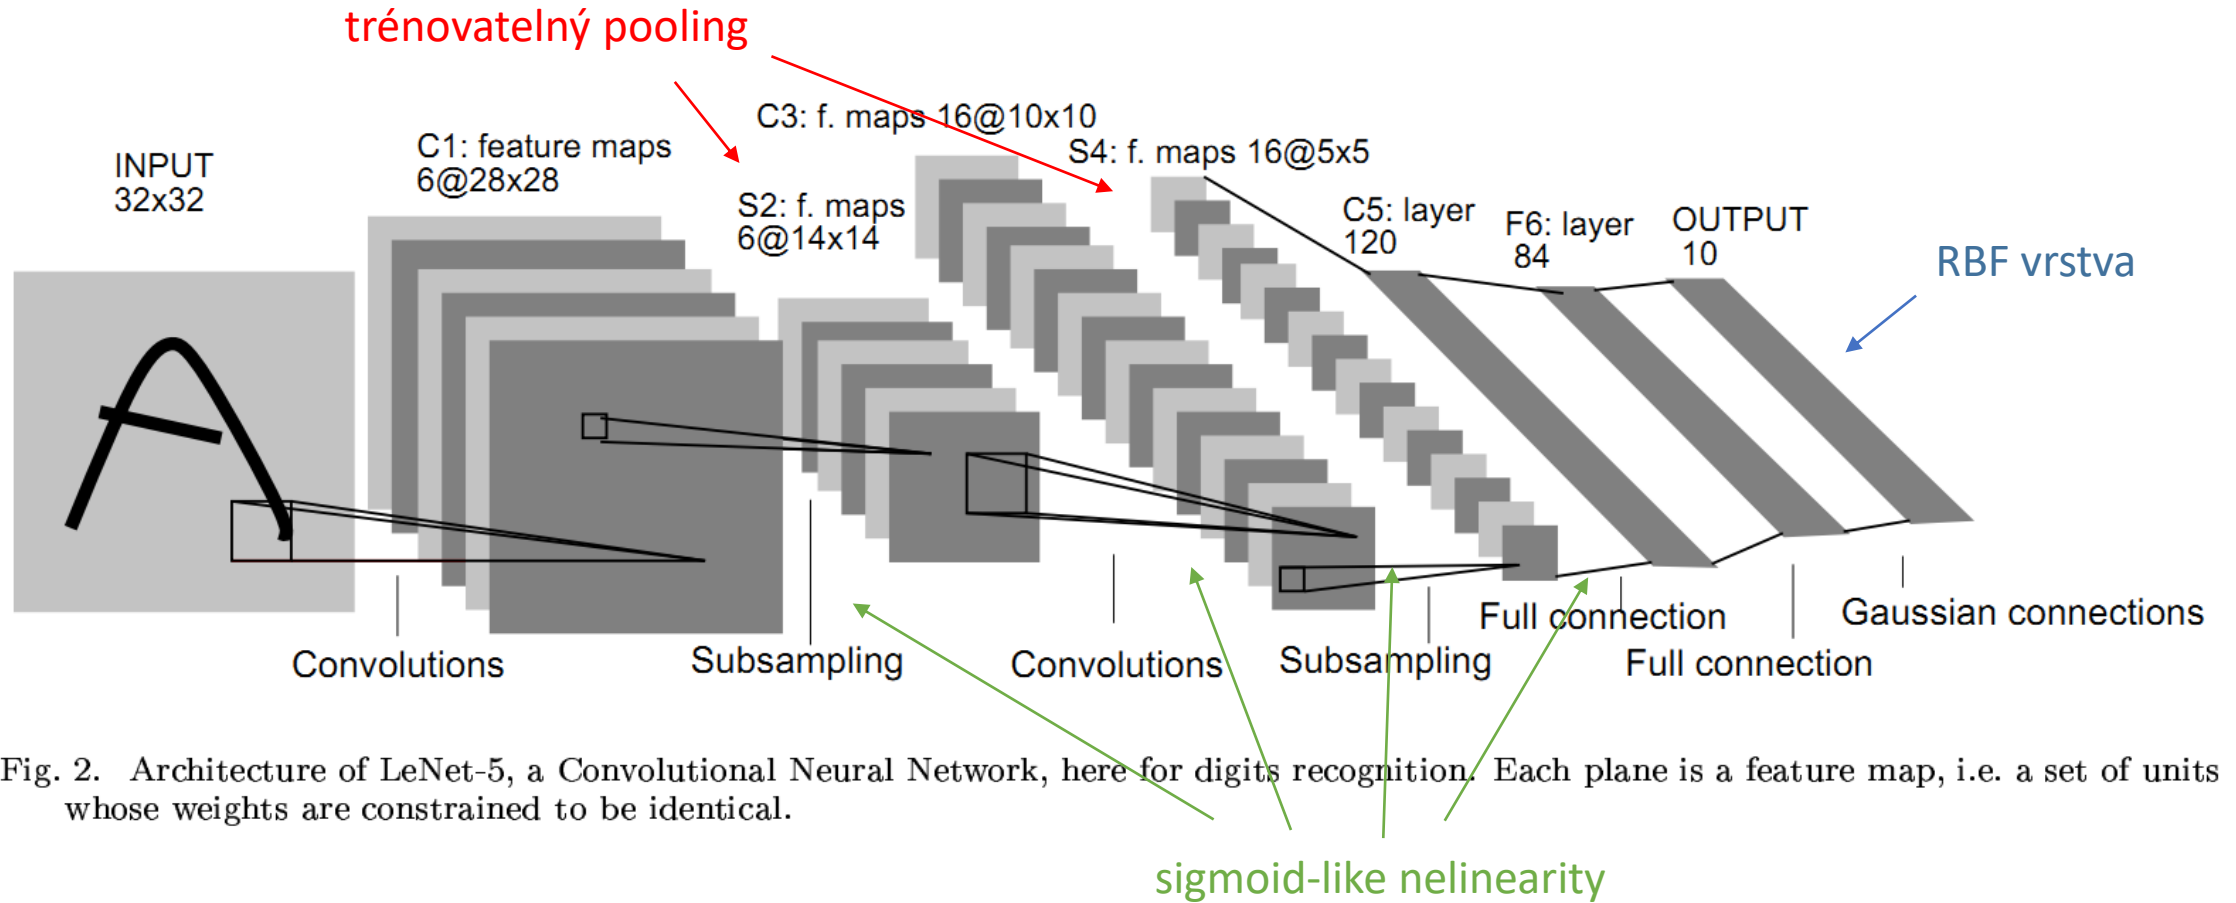 trénovatelný pooling
INPUT
32x32
C1: feature maps
6@28x28
S2: f. maps
6@14x14
C3: f. maps 16@10x10
S4: f. maps 16@5x5
C5: layer
120
F6: layer
84
OUTPUT
10
RBF vrstva
Convolutions
Subsampling
Convolutions
Subsampling
Full connection
Full connection
Gaussian connections
Fig. 2. Architecture of LeNet-5, a Convolutional Neural Network, here for digits recognition. Each plane is a feature map, i.e. a set of units
whose weights are constrained to be identical.
sigmoid-like nelinearity